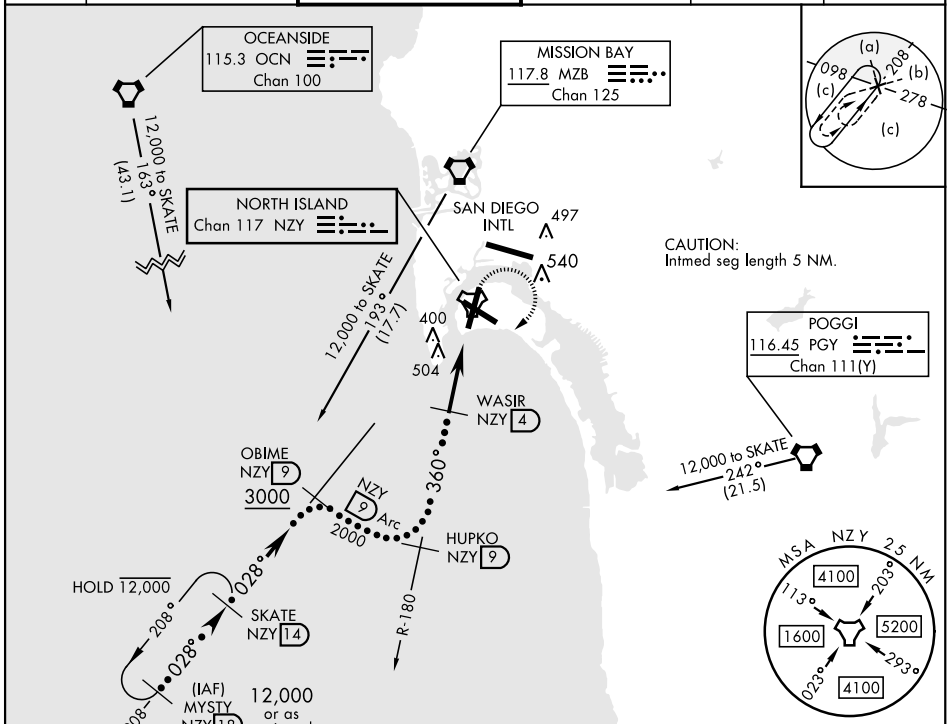 OCEANSIDE
115.3 OCN
Chan 100
MISSION BAY
117.8 MZB
Chan 125
(a)
208
098
(b)
(c)
278
(c)
12,000 to SKATE
163°
(43.1)
NORTH ISLAND
Chan 117 NZY
SAN DIEGO
INTL
497
540
CAUTION:
Intmed seg length 5 NM.
12,000 to SKATE
193°
(17.7)
400
504
POGGI
116.45 PGY
Chan 111(Y)
WASIR
NZY 4
12,000 to SKATE
242°
(21.5)
OBIME
NZY 9
3000
360°
NZY
9 Arc
2000
HUPKO
NZY 9
MSA NZY 25 NM
4100
113°
203°
1600
5200
023°
293°
4100
HOLD 12,000
028°
208°
SKATE
NZY 14
R-180
028°
(IAF)
MYSTY
NZY 18
12,000
or as